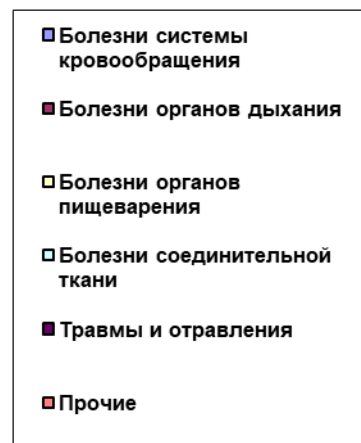 Болезни системы
кровообращения
Болезни органов дыхания
Болезни органов
пищеварения
Болезни соединительной
ткани
Травмы и отравления
Прочие